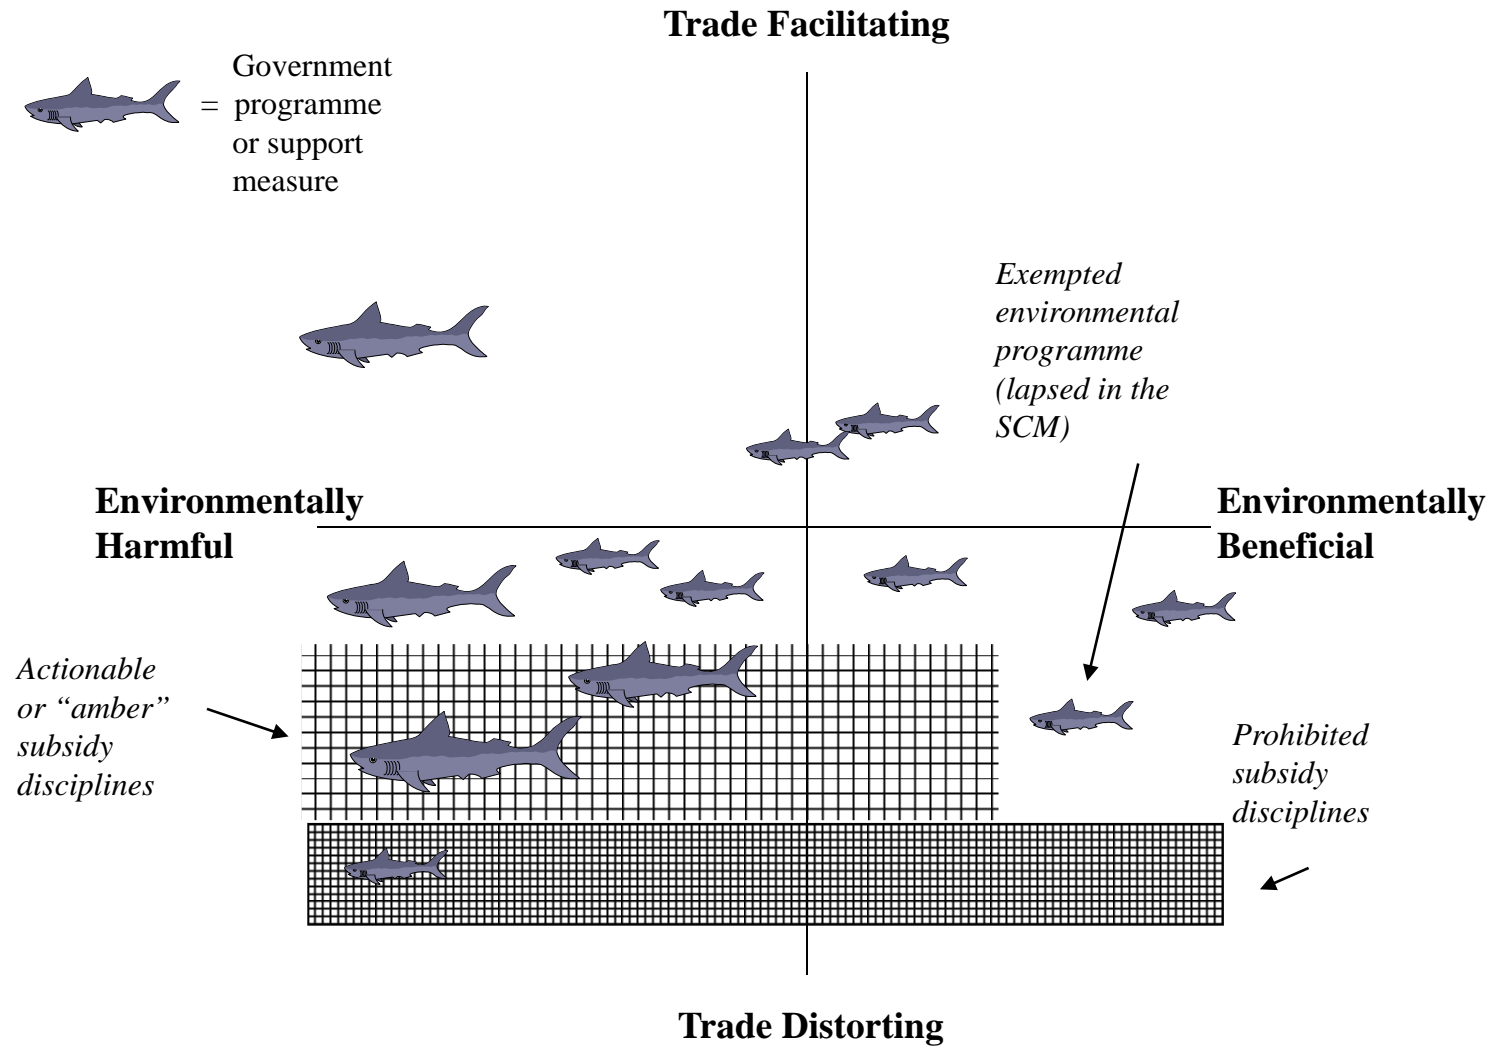 Trade Facilitating
Government
= programme
or support
measure
Exempted
environmental
programme
(lapsed in the
SCM)
Environmentally
Harmful
Environmentally
Beneficial
Actionable
or “amber”
subsidy
disciplines
Prohibited
subsidy
disciplines
Trade Distorting